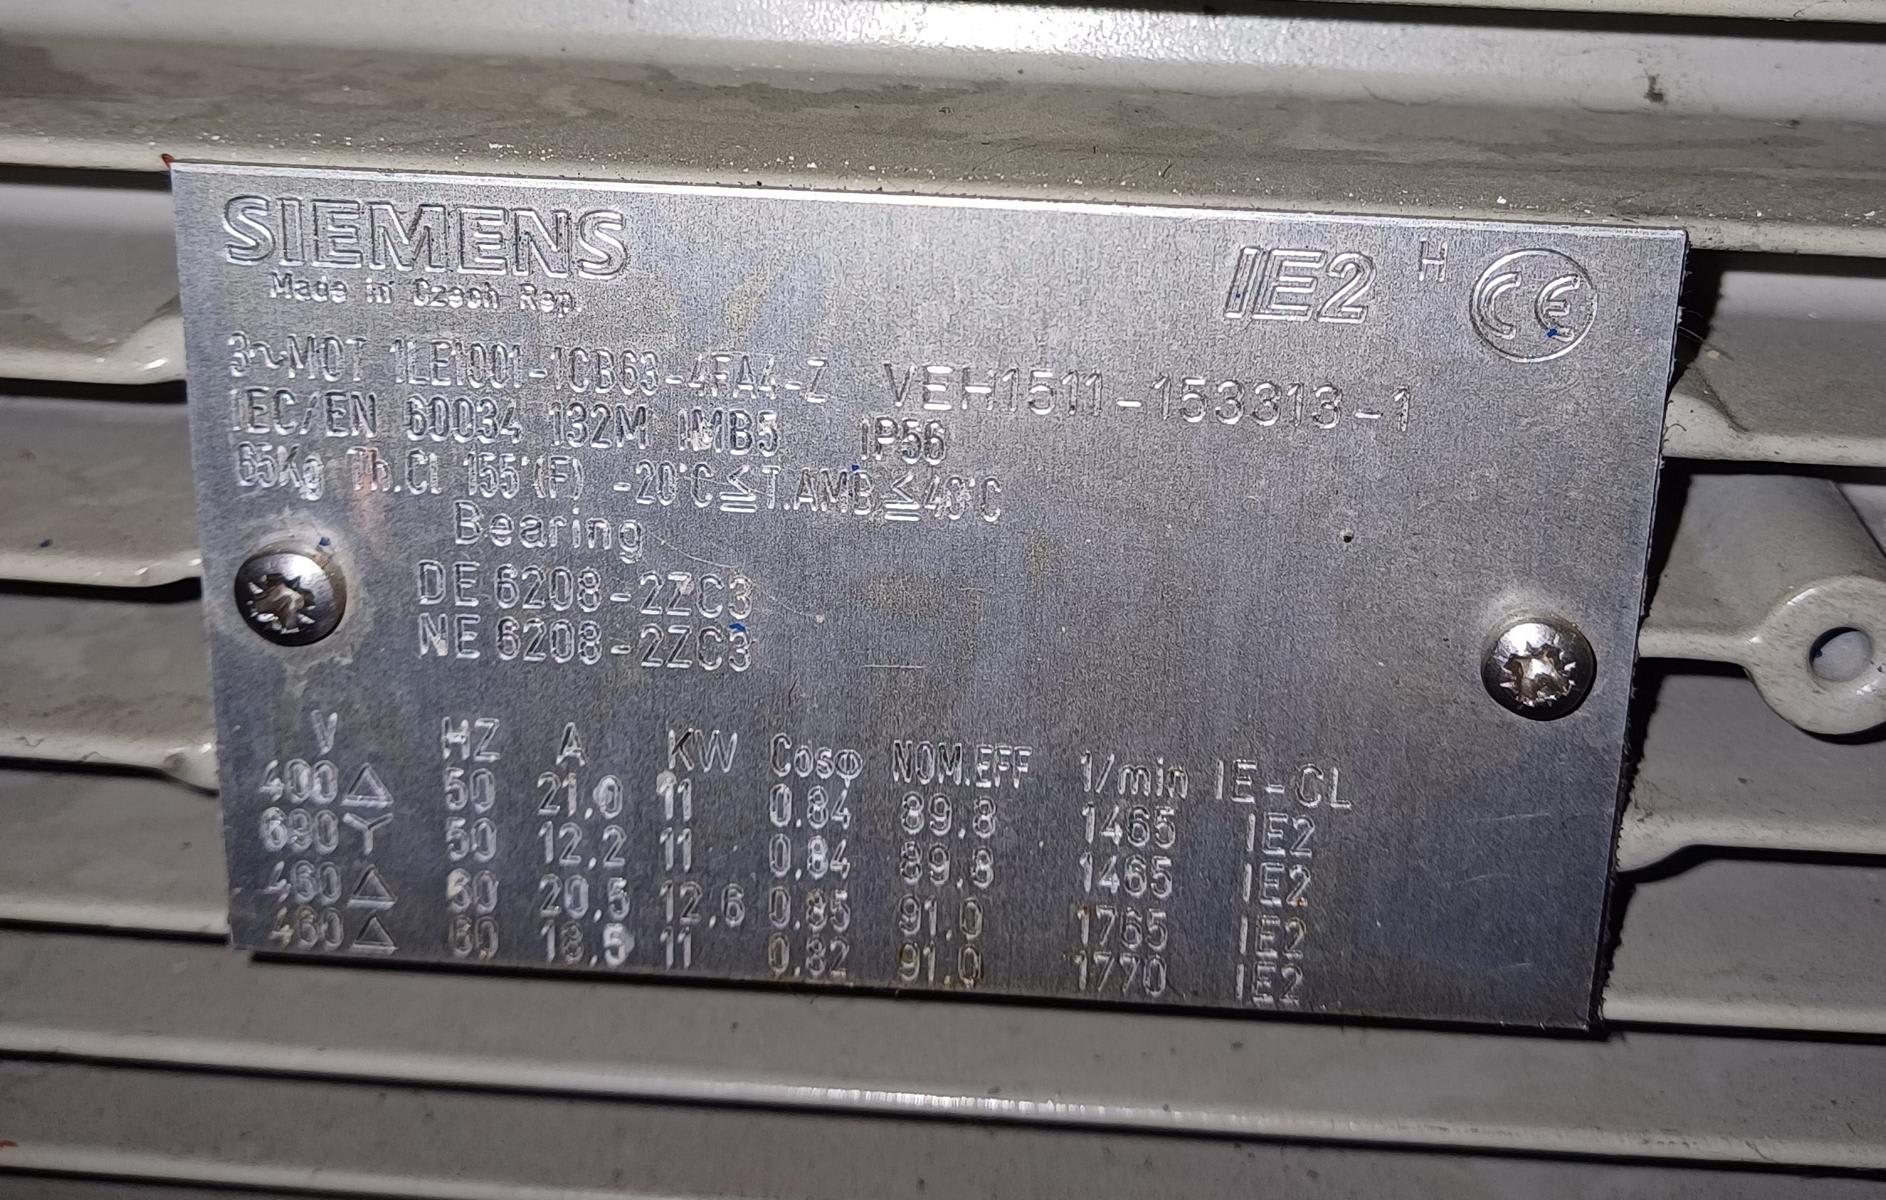 SIEMENS
Made in Czech Rep.
IE2 H CE
3~MOT 1LE1001-1CB63-4FA4-Z VEH1511-153313-1
IEC/EN 60034 132M IMB5 IP56
65Kg Th.Cl 155°(F) -20°C≦T.AMB≦40°C
Bearing
DE 6208-2ZC3
NE 6208-2ZC3
V HZ A KW Cosφ NOM.EFF 1/min IE-CL
400△ 50 21,0 11 0.84 89,8 1465 IE2
690Y 50 12,2 11 0,84 89,8 1465 IE2
460△ 60 20,5 12,6 0,85 91,0 1765 IE2
460△ 60 18,5 11 0,82 91,0 1770 IE2